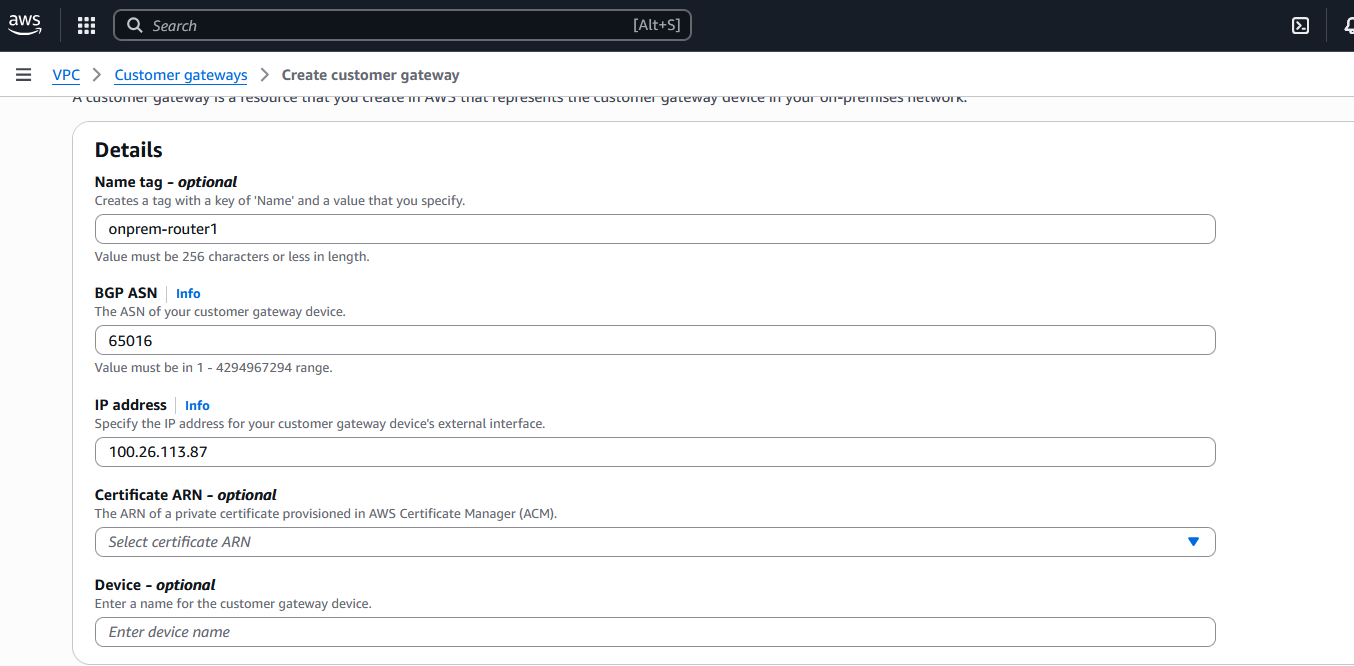 aws
Search [Alt+S]
VPC > Customer gateways > Create customer gateway
A customer gateway is a resource that you create in AWS that represents the customer gateway device in your on-premises network.
Details
Name tag - optional
Creates a tag with a key of 'Name' and a value that you specify.
onprem-router1
Value must be 256 characters or less in length.
BGP ASN | Info
The ASN of your customer gateway device.
65016
Value must be in 1 - 4294967294 range.
IP address | Info
Specify the IP address for your customer gateway device's external interface.
100.26.113.87
Certificate ARN - optional
The ARN of a private certificate provisioned in AWS Certificate Manager (ACM).
Select certificate ARN
Device - optional
Enter a name for the customer gateway device.
Enter device name